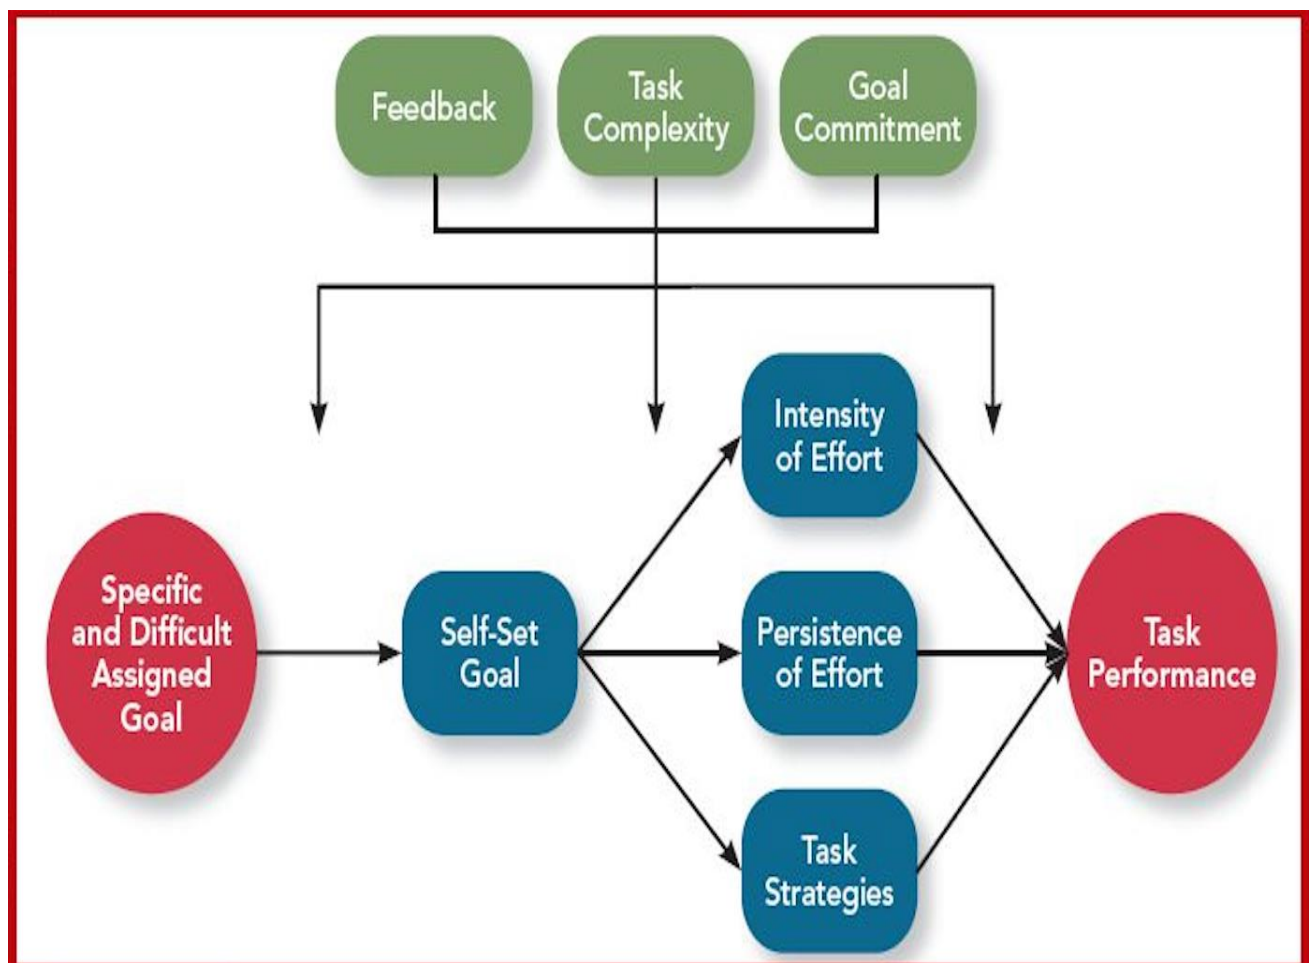 Feedback
Task
Complexity
Goal
Commitment
Intensity
of Effort
Specific
and Difficult
Assigned
Goal
Self-Set
Goal
Persistence
of Effort
Task
Performance
Task
Strategies